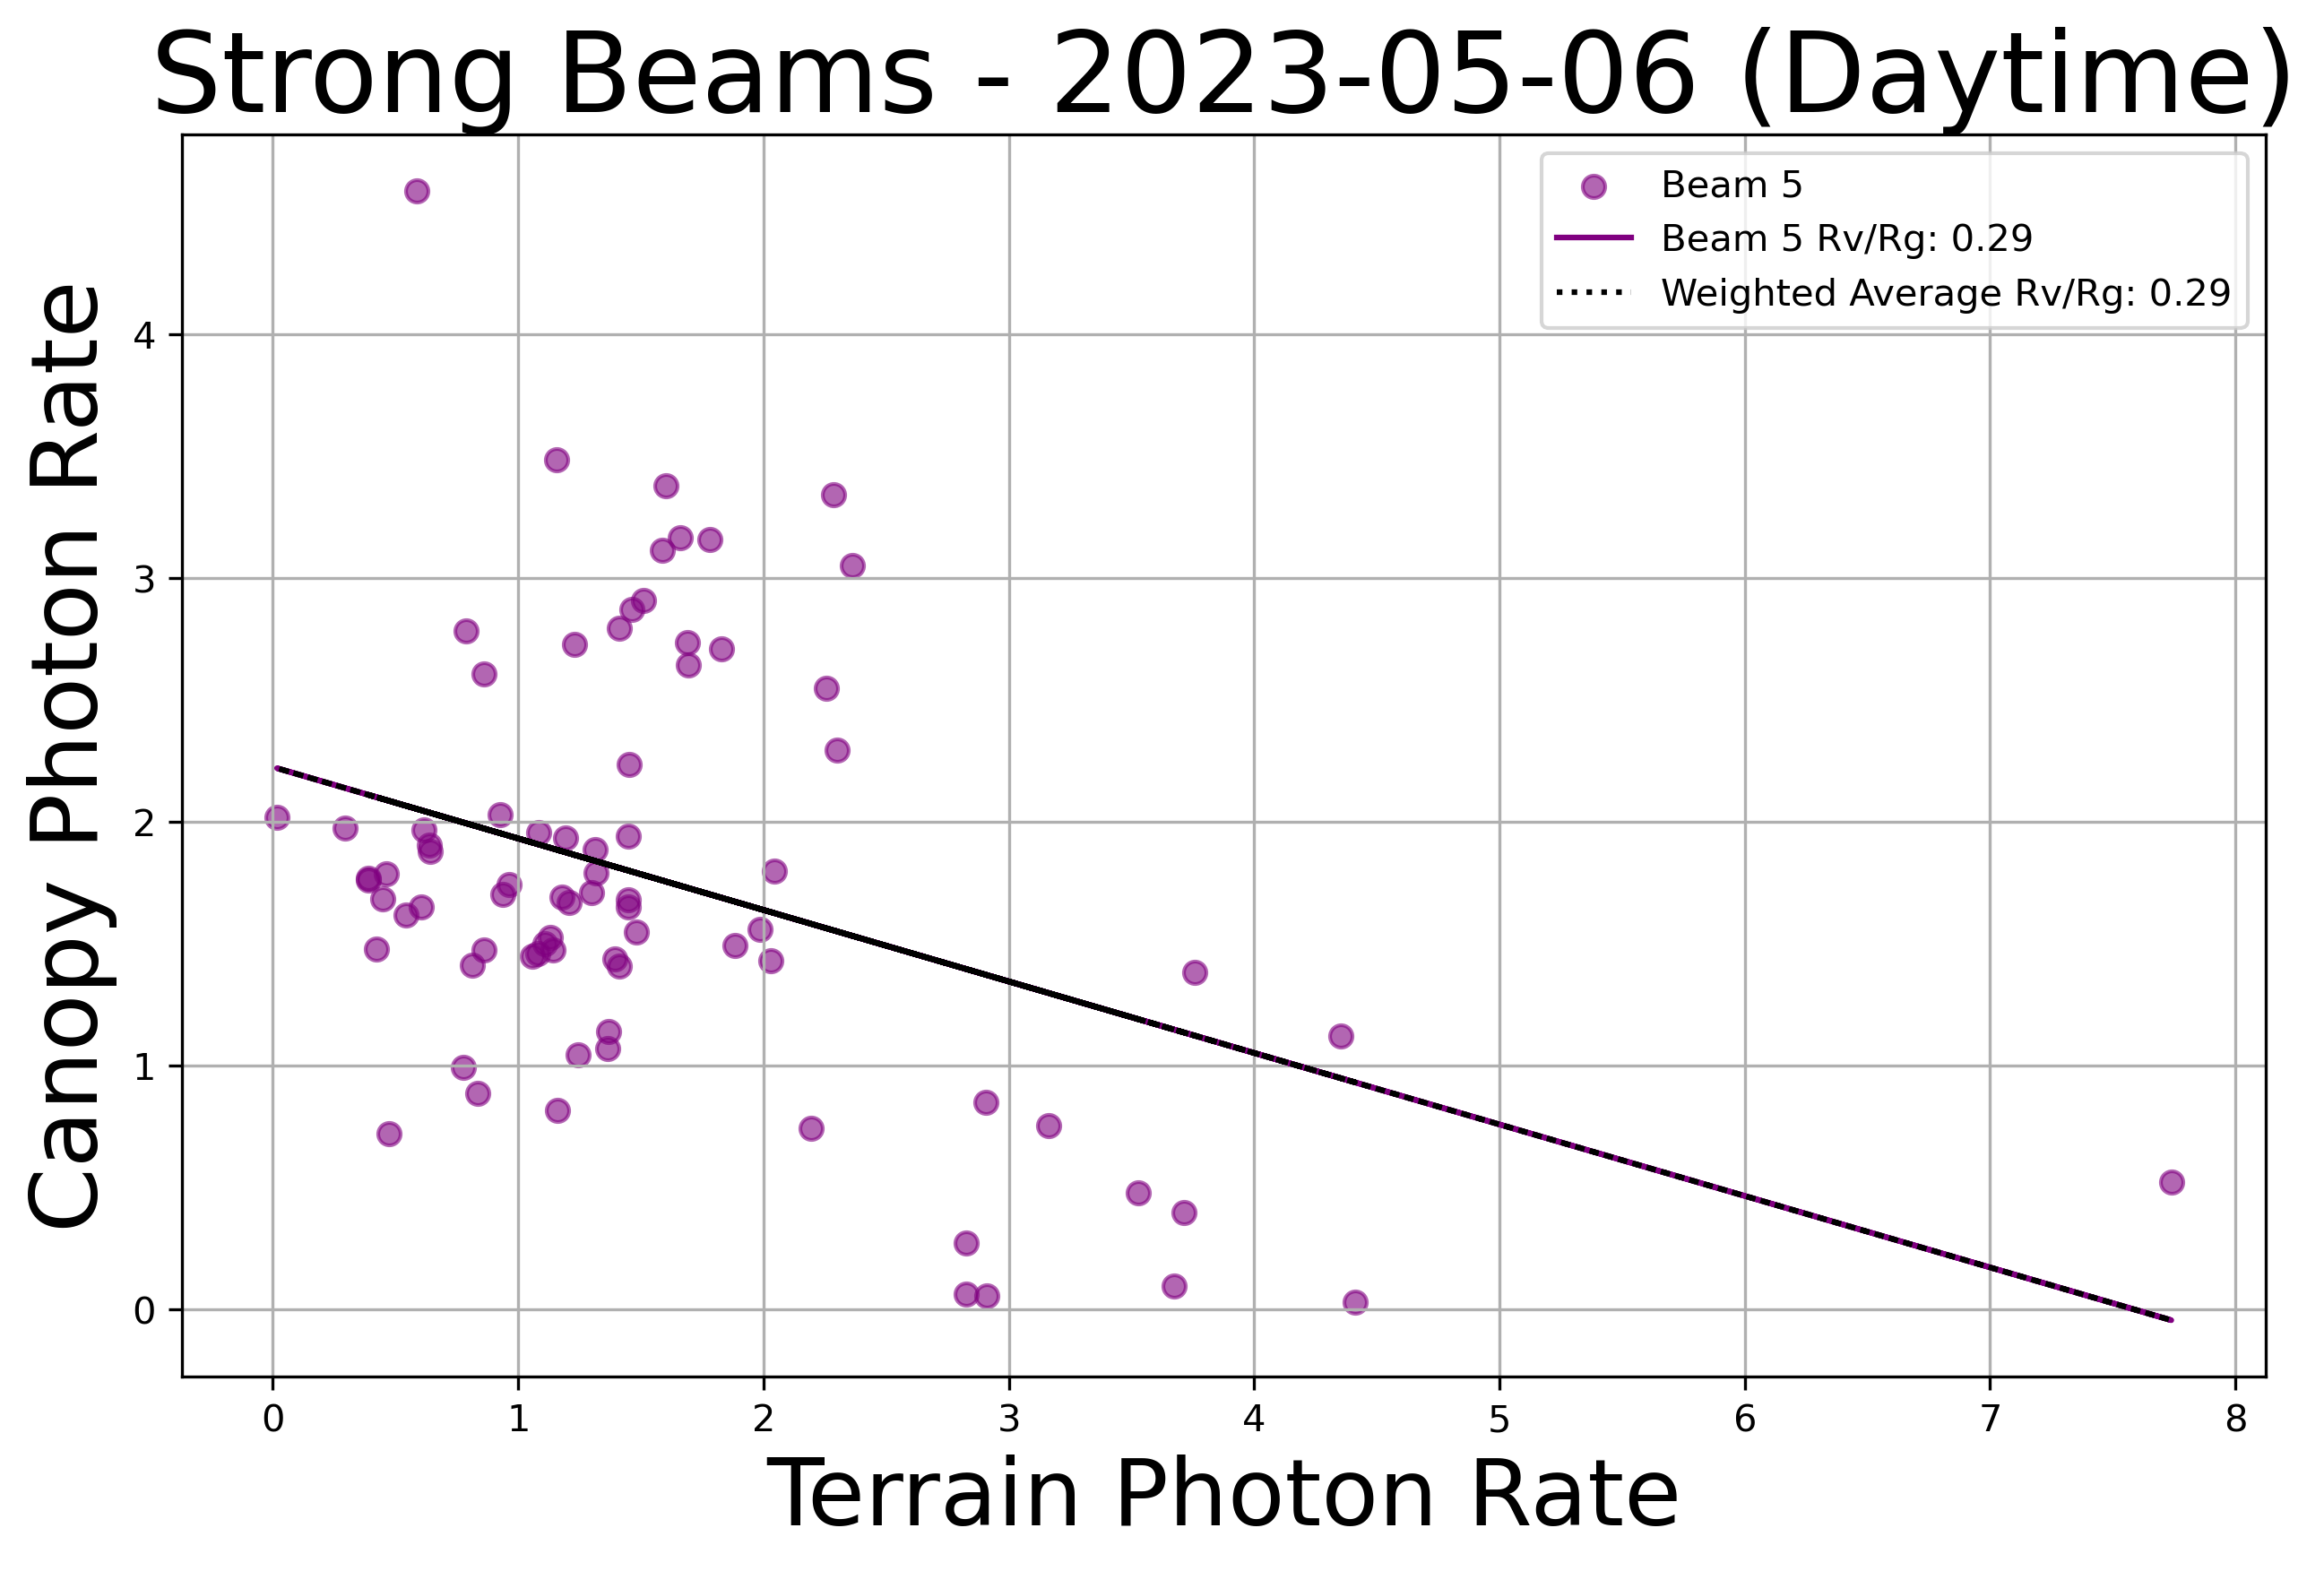 Strong Beams - 2023-05-06 (Daytime)
Beam 5
Beam 5 Rv/Rg: 0.29
Weighted Average Rv/Rg: 0.29
Canopy Photon Rate
4
3
2
1
0
0 1 2 3 4 5 6 7 8
Terrain Photon Rate